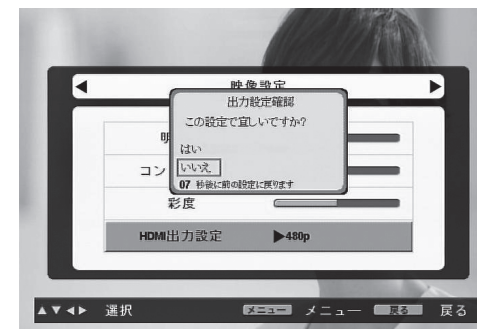 映像設定
出力設定確認
この設定で宜しいですか?
はい
いいえ
07 秒後に前の設定に戻ります
明
コン
彩度
HDMI出力設定 ▶480p
▲▼◀▶ 選択 メニュー メニュー 戻る 戻る